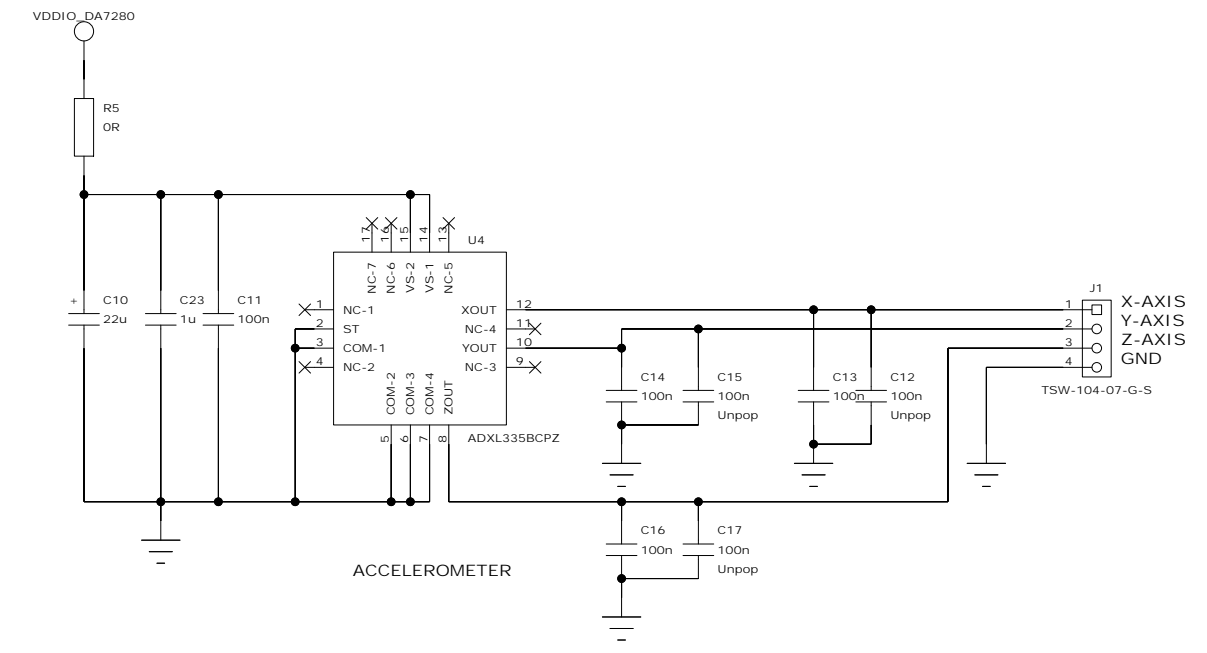 VDDIO_DA7280
R5
0R
17
16
15
14
13
U4
NC-7
NC-6
VS-2
VS-1
NC-5
C10
22u
+
C23
1u
C11
100n
1
NC-1
2
ST
3
COM-1
4
NC-2
XOUT
12
NC-4
11
YOUT
10
NC-3
9
COM-2
COM-3
COM-4
ZOUT
5
6
7
8
ADXL335BCPZ
J1
1
X-AXIS
2
Y-AXIS
3
Z-AXIS
4
GND
TSW-104-07-G-S
C14
100n
C15
100n
Unpop
C13
100n
C12
100n
Unpop
C16
100n
C17
100n
Unpop
ACCELEROMETER